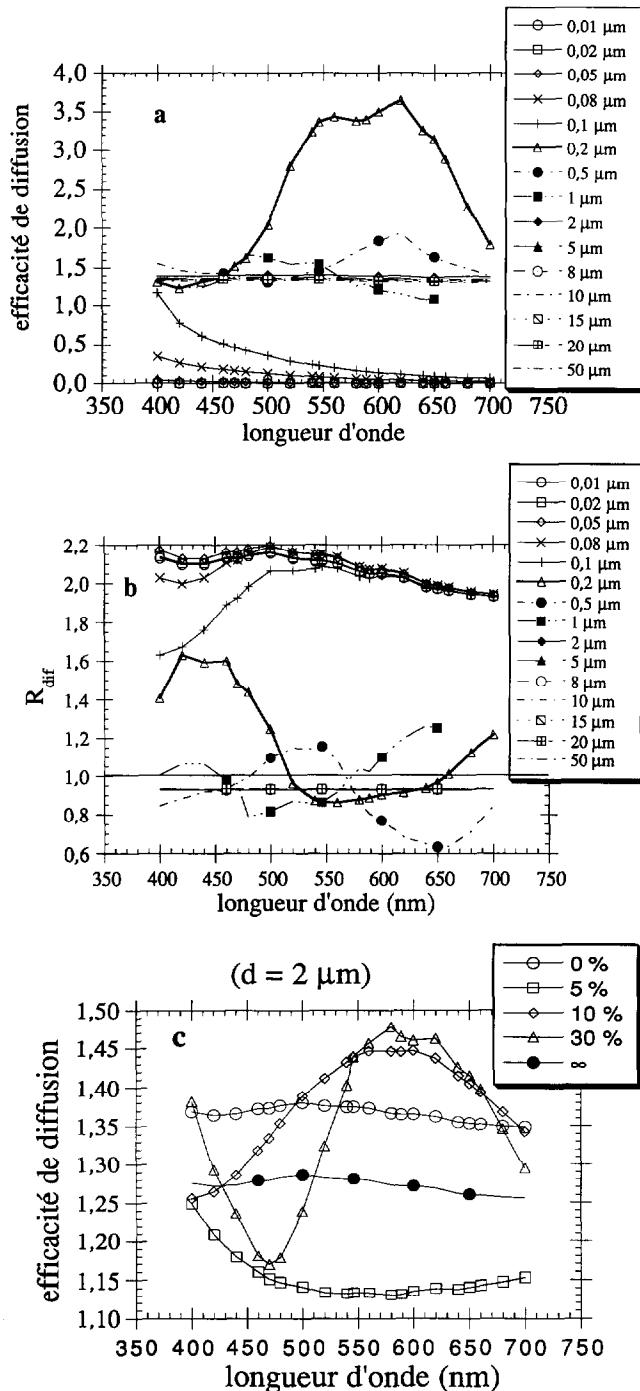 a
4,0
3,5
3,0
2,5
2,0
1,5
1,0
0,5
0,0
efficacité de diffusion
350 400 450 500 550 600 650 700 750
longueur d'onde
0,01 µm
0,02 µm
0,05 µm
0,08 µm
0,1 µm
0,2 µm
0,5 µm
1 µm
2 µm
5 µm
8 µm
10 µm
15 µm
20 µm
50 µm
b
2,2
2,0
1,8
1,6
1,4
1,2
1,0
0,8
0,6
R dif
350 400 450 500 550 600 650 700 750
longueur d'onde (nm)
0,01 µm
0,02 µm
0,05 µm
0,08 µm
0,1 µm
0,2 µm
0,5 µm
1 µm
2 µm
5 µm
8 µm
10 µm
15 µm
20 µm
50 µm
(d = 2 µm)
c
1,50
1,45
1,40
1,35
1,30
1,25
1,20
1,15
1,10
efficacité de diffusion
350 400 450 500 550 600 650 700 750
longueur d'onde (nm)
0 %
5 %
10 %
30 %
∞